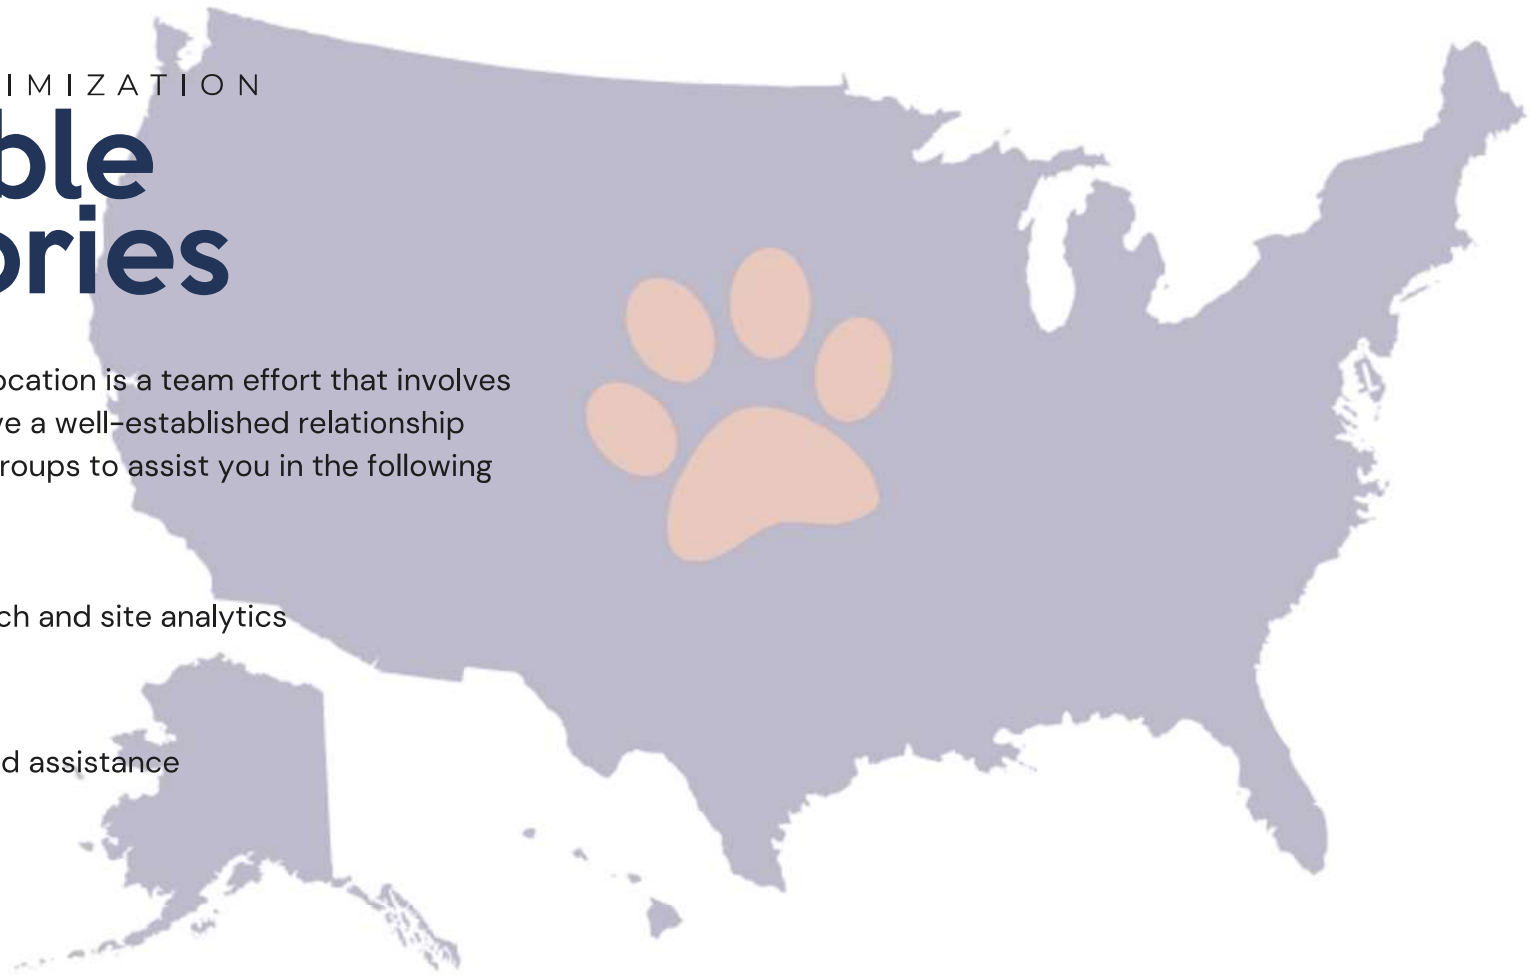 IMIZATION
ble
ories
ocation is a team effort that involves
ve a well-established relationship
roups to assist you in the following
ch and site analytics
d assistance